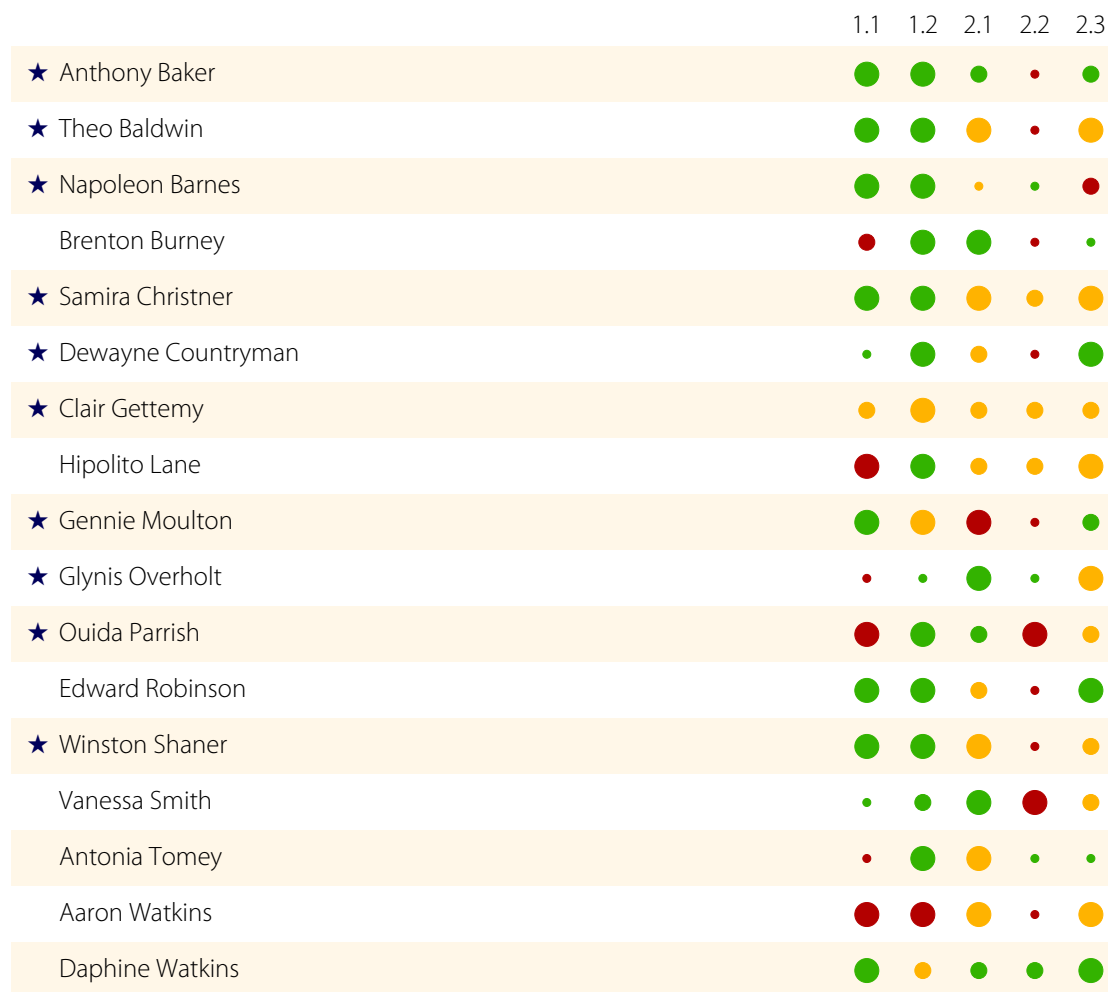 1.1 1.2 2.1 2.2 2.3
★ Anthony Baker
★ Theo Baldwin
★ Napoleon Barnes
Brenton Burney
★ Samira Christner
★ Dewayne Countryman
★ Clair Gettemy
Hipolito Lane
★ Gennie Moulton
★ Glynis Overholt
★ Ouida Parrish
Edward Robinson
★ Winston Shaner
Vanessa Smith
Antonia Tomey
Aaron Watkins
Daphine Watkins